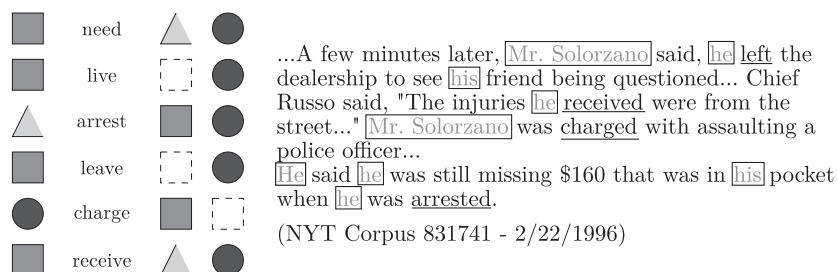 need
live
arrest
leave
charge
receive
...A few minutes later, Mr. Solorzano said, he left the
dealership to see his friend being questioned... Chief
Russo said, "The injuries he received were from the
street..." Mr. Solorzano was charged with assaulting a
police officer...
He said he was still missing $160 that was in his pocket
when he was arrested.
(NYT Corpus 831741 - 2/22/1996)